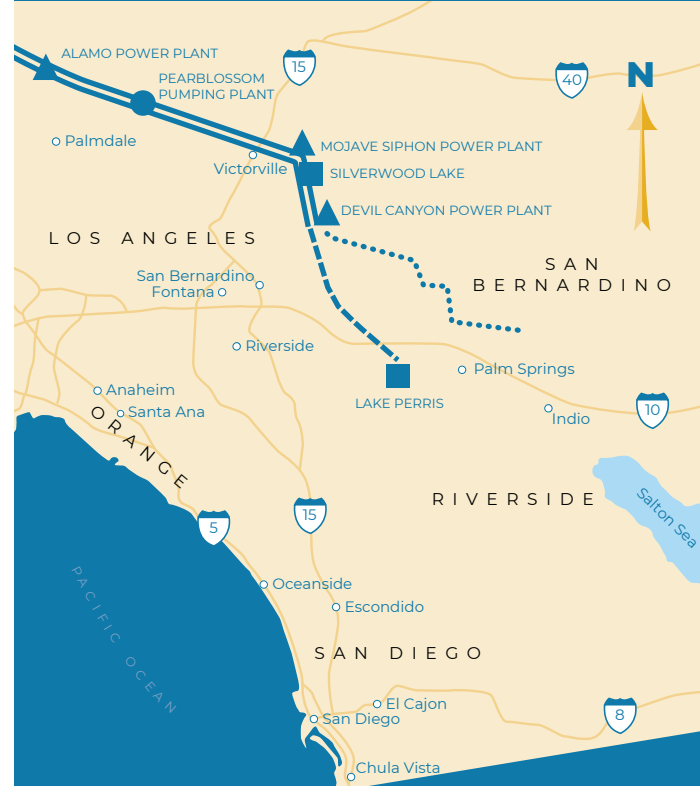 ALAMO POWER PLANT
15
PEARBLOSSOM
PUMPING PLANT
40
N
Palmdale
MOJAVE SIPHON POWER PLANT
Victorville
SILVERWOOD LAKE
DEVIL CANYON POWER PLANT
LOS ANGELES
SAN
BERNARDINO
San Bernardino
Fontana
Riverside
Palm Springs
Anaheim
LAKE PERRIS
Santa Ana
10
Indio
ORANGE
RIVERSIDE
Salton Sea
15
5
PACIFIC OCEAN
Oceanside
Escondido
SAN DIEGO
El Cajon
San Diego
8
Chula Vista